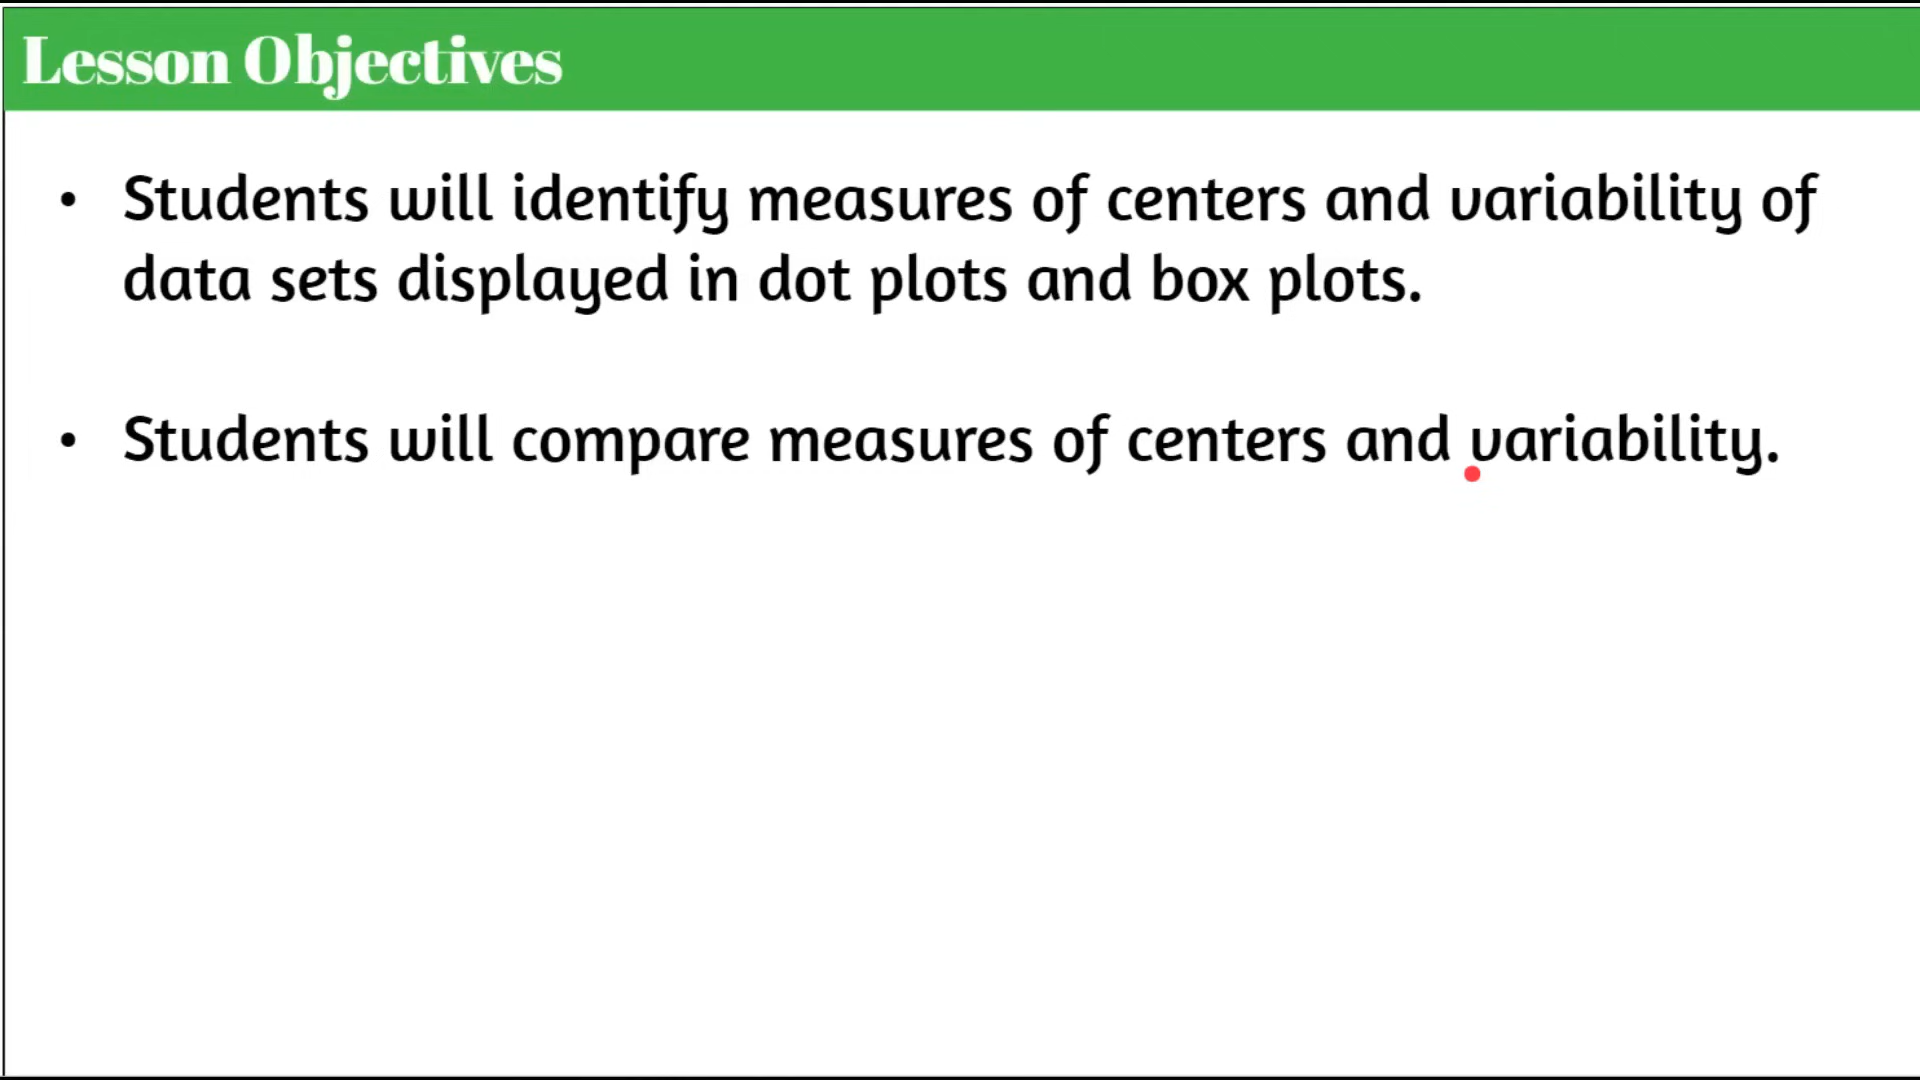 Lesson Objectives
• Students will identify measures of centers and variability of
data sets displayed in dot plots and box plots.
• Students will compare measures of centers and variability.